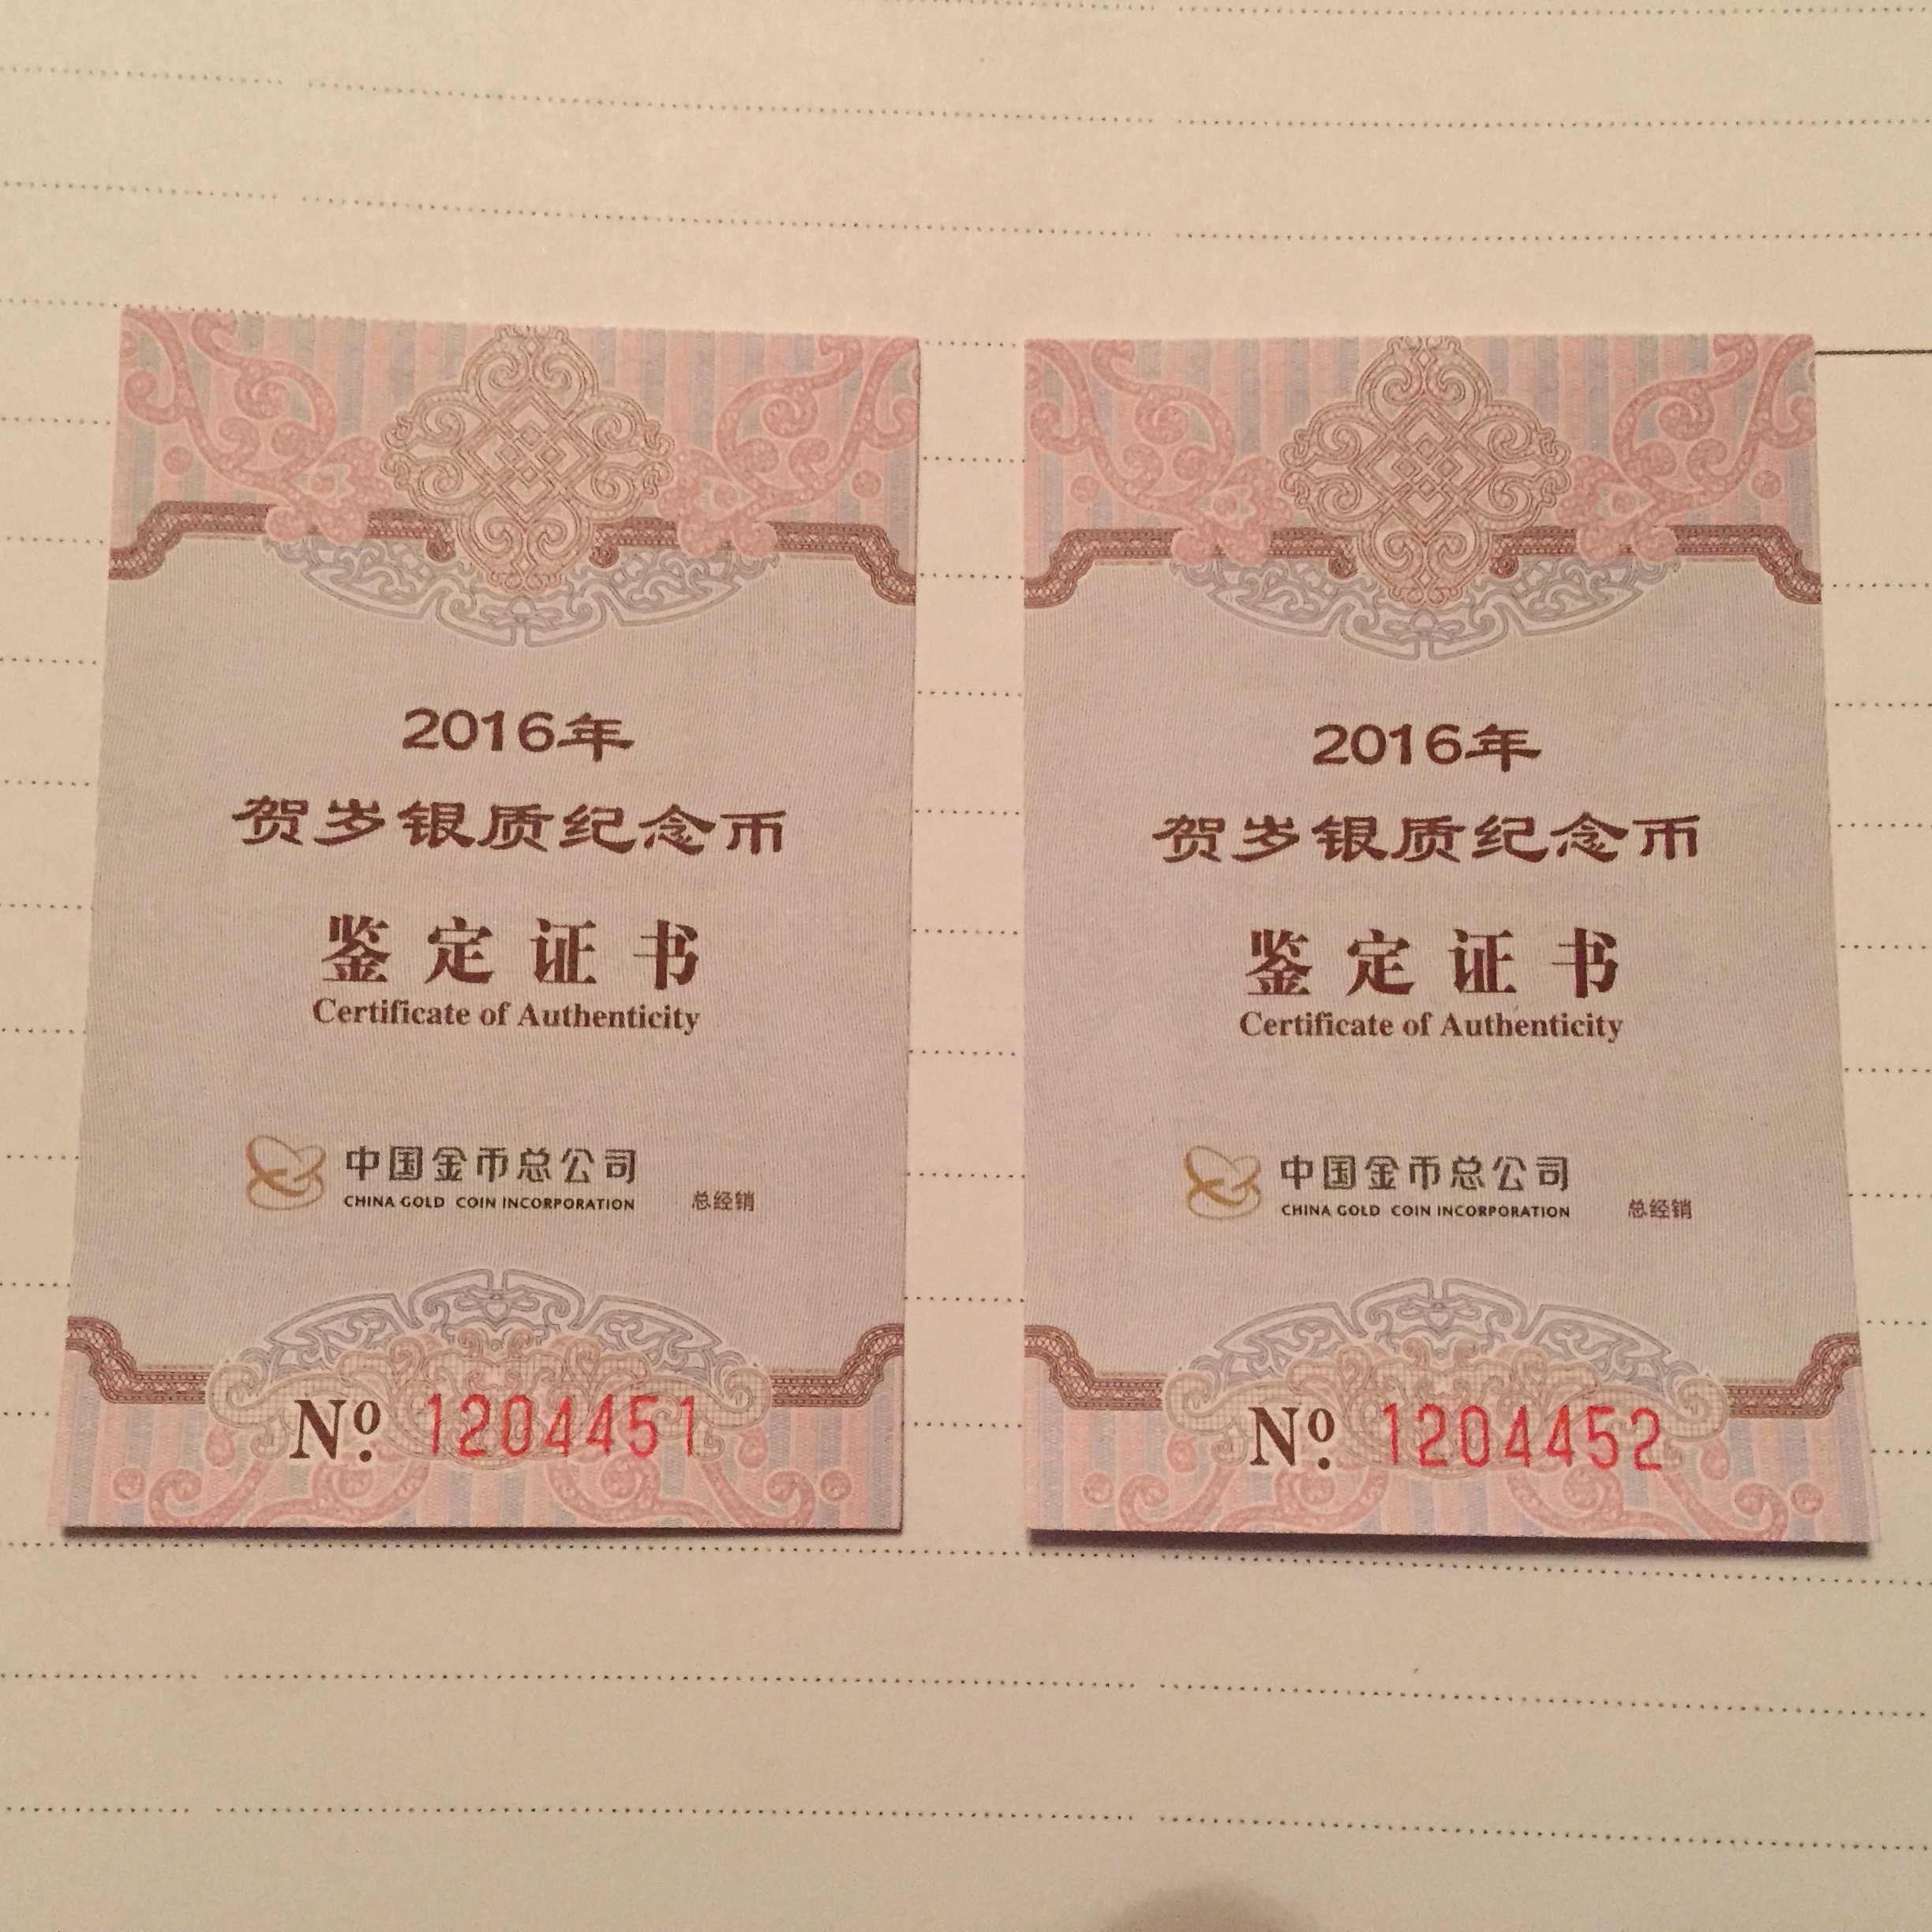 2016年
贺岁银质纪念币
鉴定证书
Certificate of Authenticity
中国金币总公司
CHINA GOLD COIN INCORPORATION 总经销
Nº. 1204451
2016年
贺岁银质纪念币
鉴定证书
Certificate of Authenticity
中国金币总公司
CHINA GOLD COIN INCORPORATION 总经销
Nº. 1204452